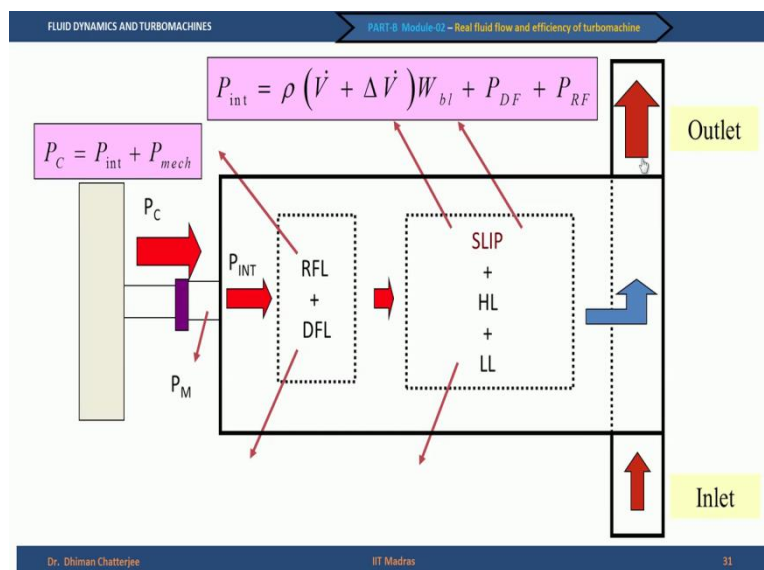 FLUID DYNAMICS AND TURBOMACHINES
PART-B Module-02 – Real fluid flow and efficiency of turbomachine
P_int = ρ (V̇ + ΔV̇) W_bl + P_DF + P_RF
P_C = P_int + P_mech
Outlet
P_C
P_INT
RFL
+
DFL
SLIP
+
HL
+
LL
P_M
Inlet
Dr. Dhiman Chatterjee
IIT Madras
31